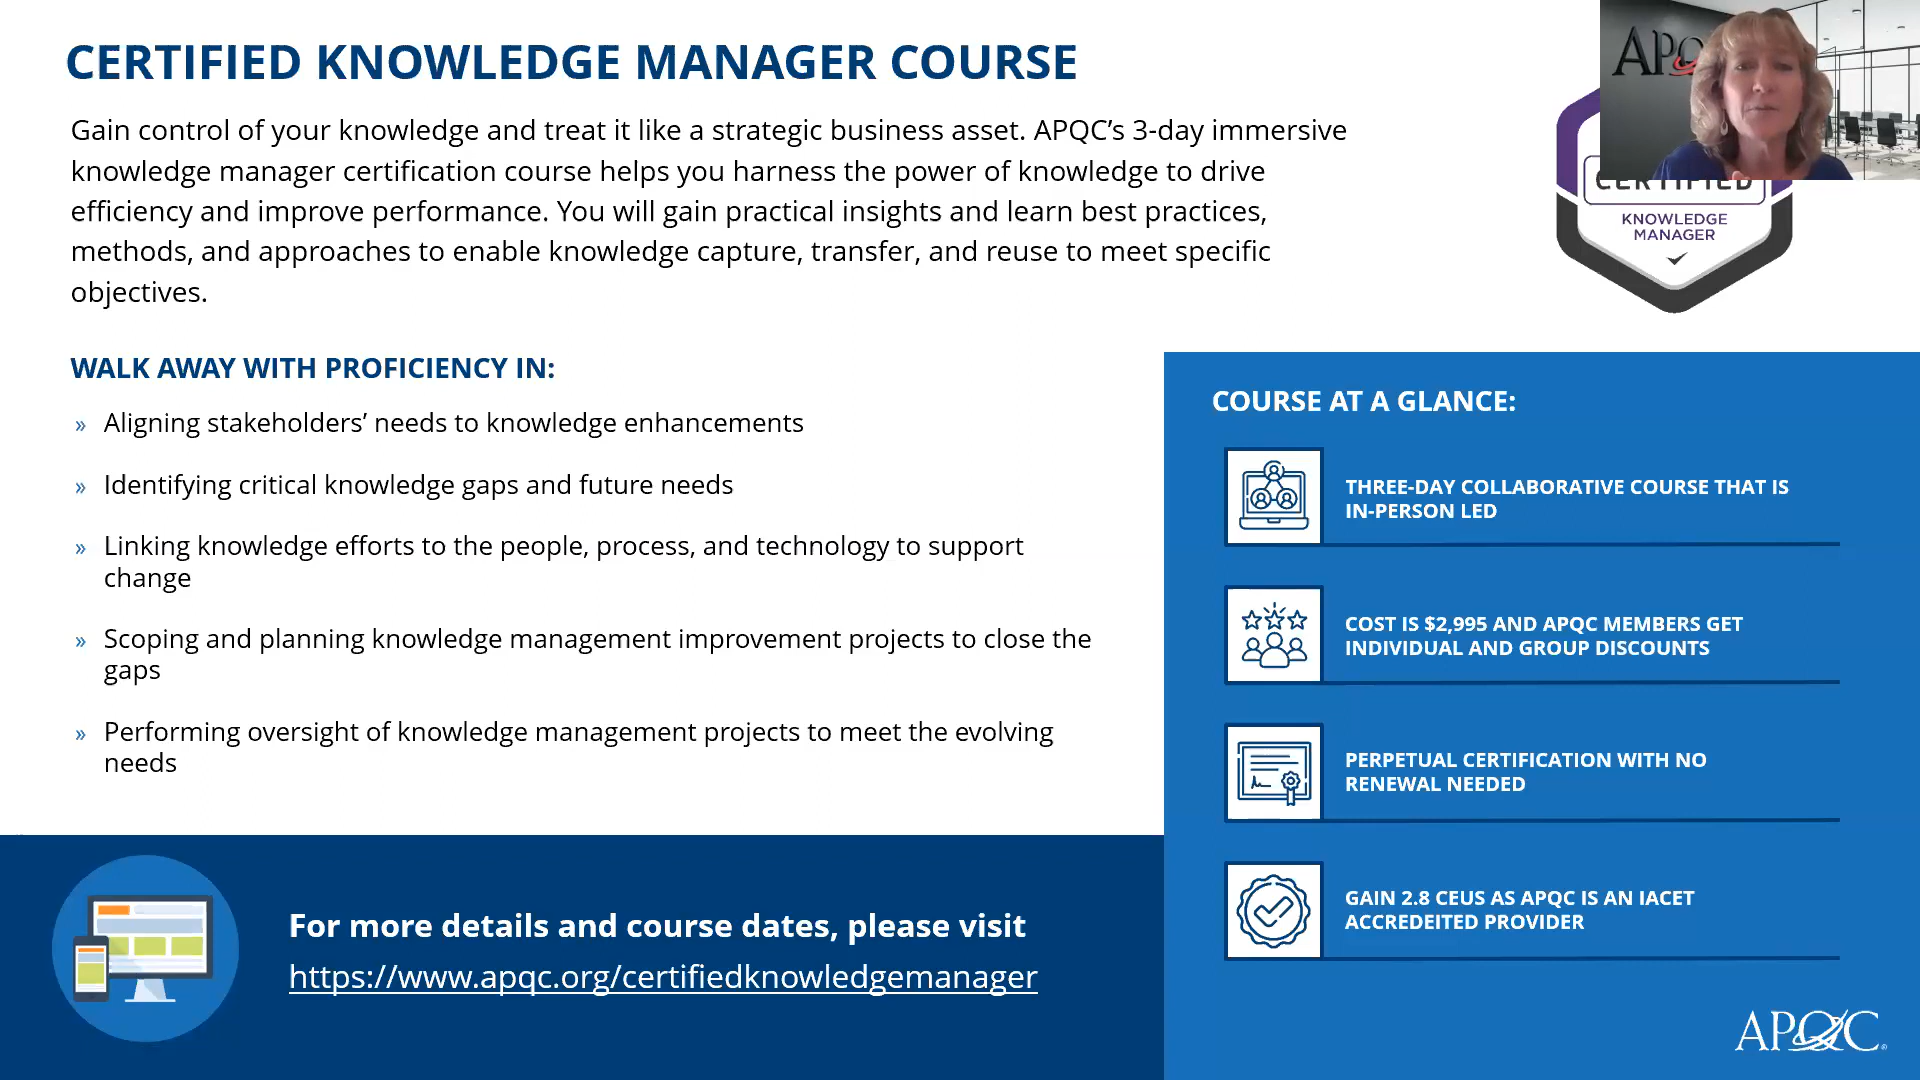 CERTIFIED KNOWLEDGE MANAGER COURSE
Gain control of your knowledge and treat it like a strategic business asset. APQC’s 3-day immersive
knowledge manager certification course helps you harness the power of knowledge to drive
efficiency and improve performance. You will gain practical insights and learn best practices,
methods, and approaches to enable knowledge capture, transfer, and reuse to meet specific
objectives.
APQ
CERTIFIED
KNOWLEDGE
MANAGER
WALK AWAY WITH PROFICIENCY IN:
» Aligning stakeholders’ needs to knowledge enhancements
» Identifying critical knowledge gaps and future needs
» Linking knowledge efforts to the people, process, and technology to support
change
» Scoping and planning knowledge management improvement projects to close the
gaps
» Performing oversight of knowledge management projects to meet the evolving
needs
COURSE AT A GLANCE:
THREE-DAY COLLABORATIVE COURSE THAT IS
IN-PERSON LED
COST IS $2,995 AND APQC MEMBERS GET
INDIVIDUAL AND GROUP DISCOUNTS
PERPETUAL CERTIFICATION WITH NO
RENEWAL NEEDED
GAIN 2.8 CEUS AS APQC IS AN IACET
ACCREDEITED PROVIDER
For more details and course dates, please visit
https://www.apqc.org/certifiedknowledgemanager
APQC®